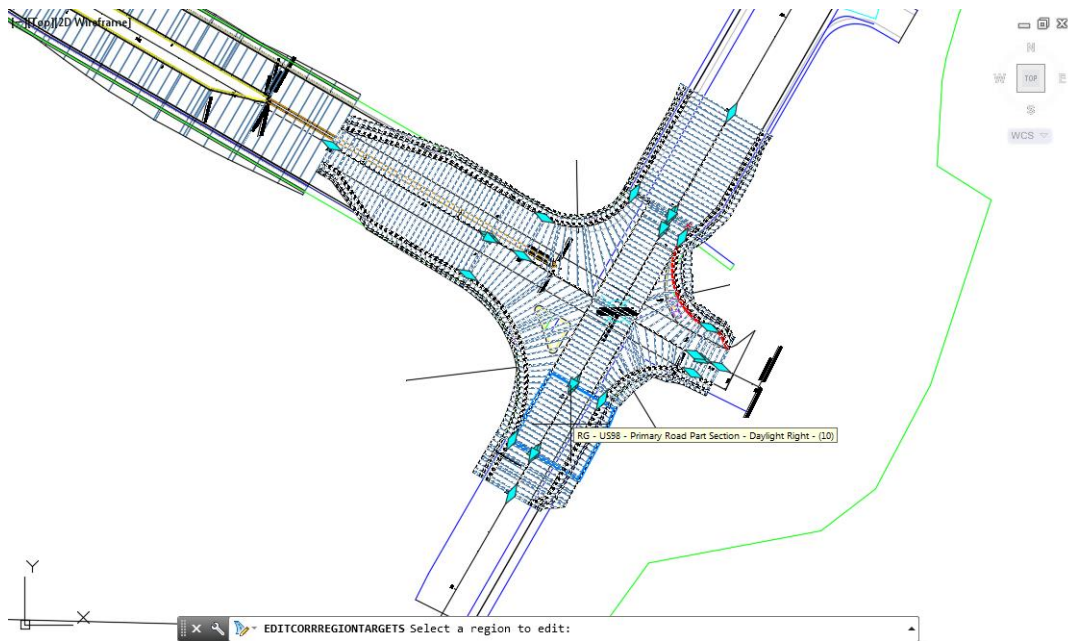 [−][Top][2D Wireframe]
N
W
TOP
E
S
WCS
RG - US98 - Primary Road Part Section - Daylight Right - (10)
Y
X
EDITCORRREGIONTARGETS Select a region to edit: